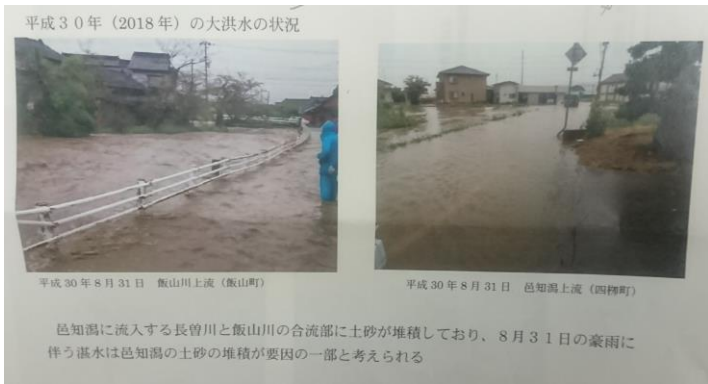 平成３０年（2018年）の大洪水の状況
平成30年8月31日　飯山川上流（飯山町）
平成30年8月31日　邑知潟上流（四柳町）
邑知潟に流入する長曽川と飯山川の合流部に土砂が堆積しており、８月３１日の豪雨に
伴う湛水は邑知潟の土砂の堆積が要因の一部と考えられる